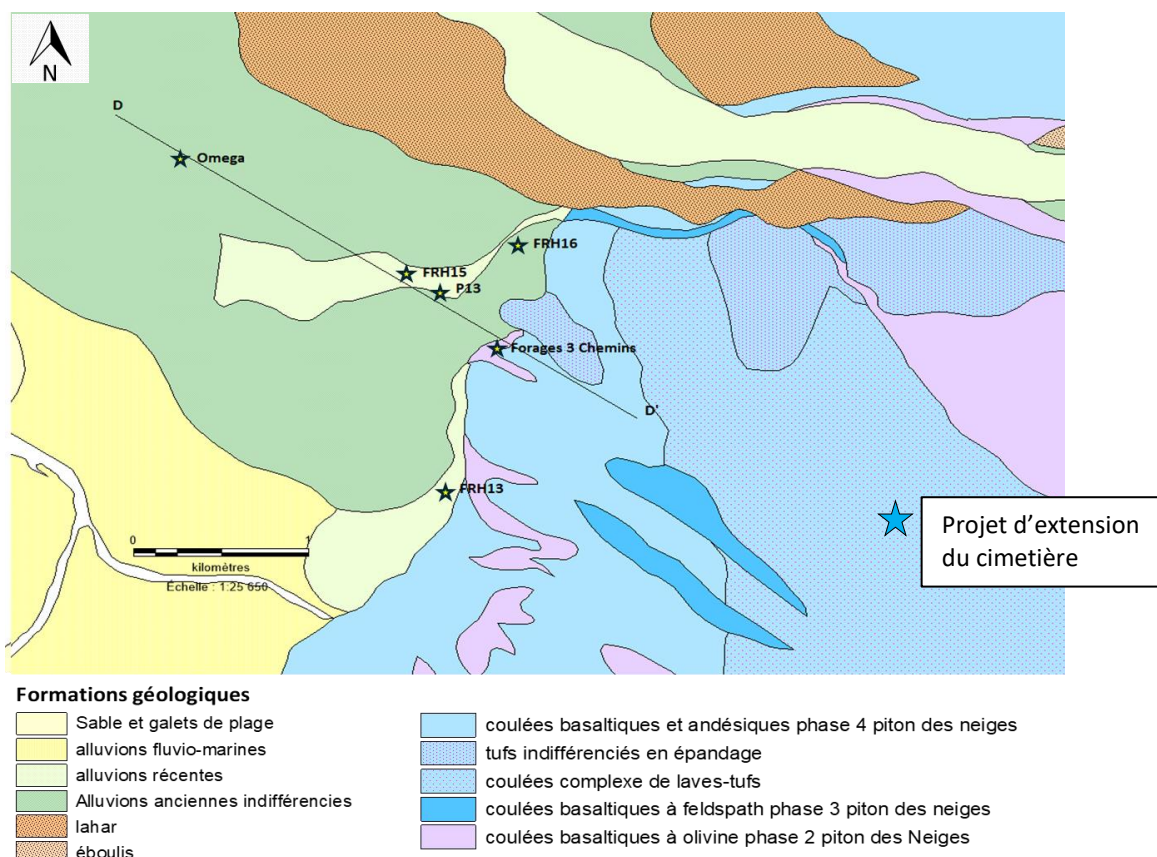 N
D
Omega
FRH16
FRH15
P13
Forages 3 Chemins
D'
FRH13
Projet d'extension
du cimetière
0 1
kilomètres
Échelle : 1:25 650
Formations géologiques
Sable et galets de plage
alluvions fluvio-marines
alluvions récentes
Alluvions anciennes indifférencies
lahar
éboulis
coulées basaltiques et andésiques phase 4 piton des neiges
tufs indifférenciés en épandage
coulées complexe de laves-tufs
coulées basaltiques à feldspath phase 3 piton des neiges
coulées basaltiques à olivine phase 2 piton des Neiges